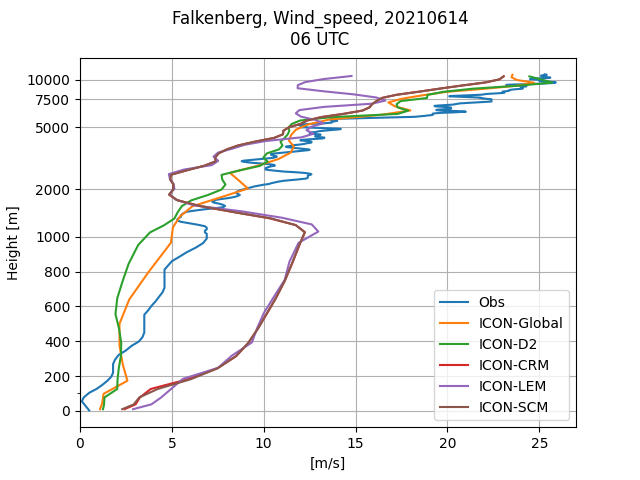 Falkenberg, Wind_speed, 20210614
06 UTC
10000
7500
5000
2000
1000
800
600
400
200
0
Height [m]
0 5 10 15 20 25
[m/s]
Obs
ICON-Global
ICON-D2
ICON-CRM
ICON-LEM
ICON-SCM